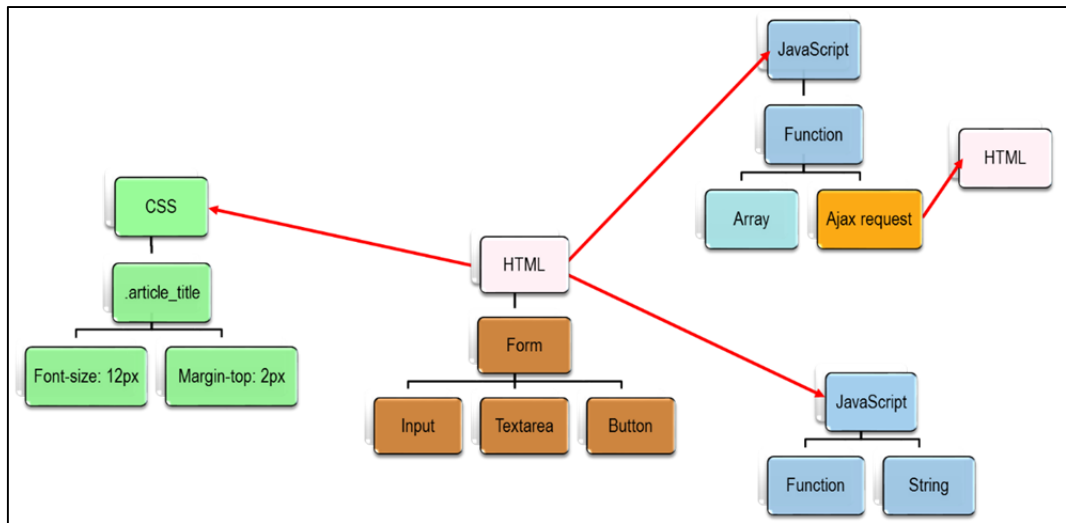 JavaScript
Function
HTML
CSS
Array
Ajax request
HTML
.article_title
Form
Font-size: 12px
Margin-top: 2px
JavaScript
Input
Textarea
Button
Function
String